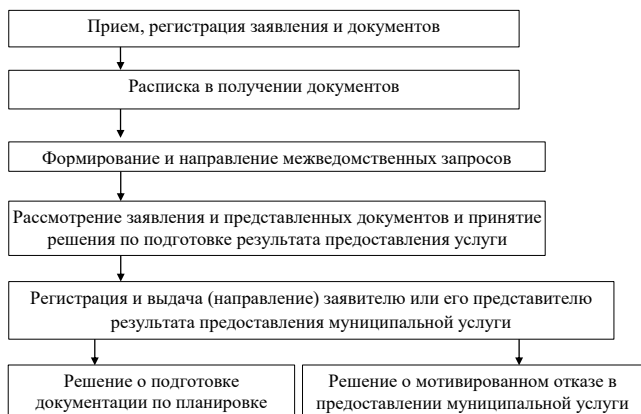 Прием, регистрация заявления и документов
Расписка в получении документов
Формирование и направление межведомственных запросов
Рассмотрение заявления и представленных документов и принятие
решения по подготовке результата предоставления услуги
Регистрация и выдача (направление) заявителю или его представителю
результата предоставления муниципальной услуги
Решение о подготовке
документации по планировке
Решение о мотивированном отказе в
предоставлении муниципальной услуги